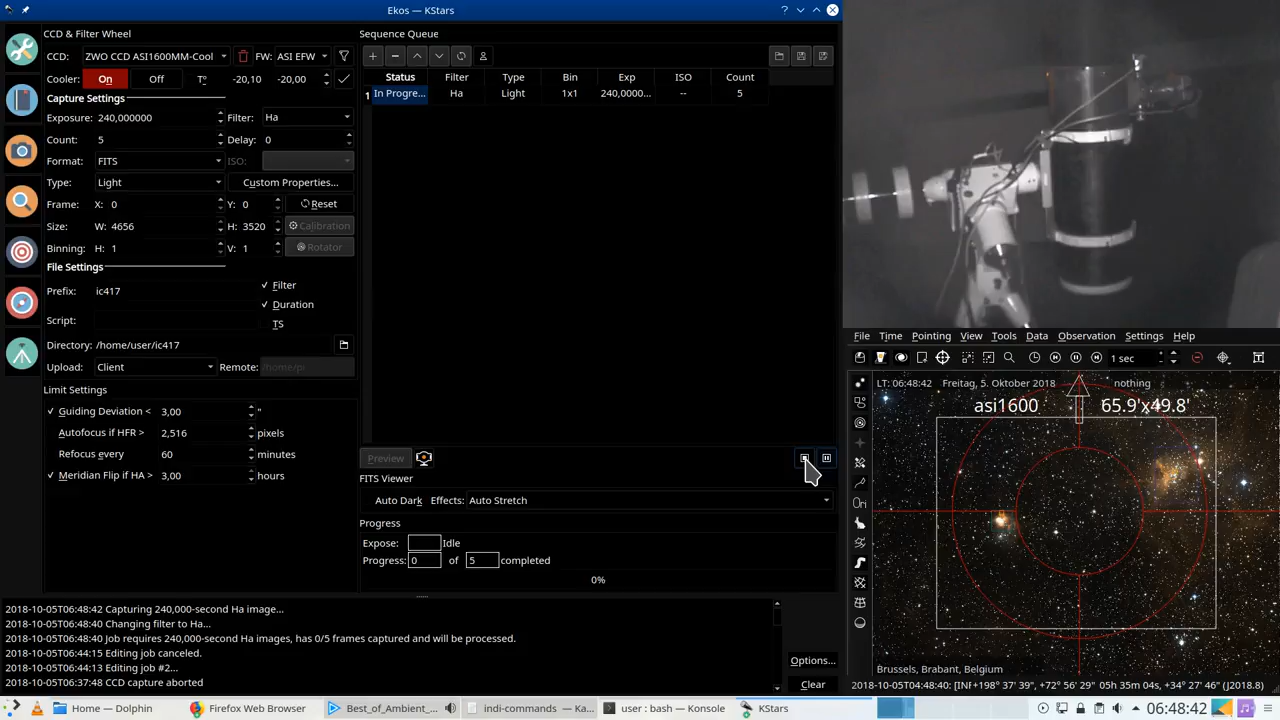 Ekos — KStars
CCD & Filter Wheel
CCD: ZWO CCD ASI1600MM-Cool FW: ASI EFW
Cooler: On Off T° -20,10 -20,00
Capture Settings
Exposure: 240,000000 Filter: Ha
Count: 5 Delay: 0
Format: FITS ISO:
Type: Light Custom Properties...
Frame: X: 0 Y: 0 Reset
Size: W: 4656 H: 3520 Calibration
Binning: H: 1 V: 1 Rotator
File Settings
Prefix: ic417 Filter
Duration
Script: TS
Directory: /home/user/ic417
Upload: Client Remote: /home/pi
Limit Settings
Guiding Deviation < 3,00 "
Autofocus if HFR > 2,516 pixels
Refocus every 60 minutes
Meridian Flip if HA > 3,00 hours
Sequence Queue
Status Filter Type Bin Exp ISO Count
1 In Progre... Ha Light 1x1 240,0000... -- 5
Preview
FITS Viewer
Auto Dark Effects: Auto Stretch
Progress
Expose: Idle
Progress: 0 of 5 completed
0%
2018-10-05T06:48:42 Capturing 240,000-second Ha image...
2018-10-05T06:48:40 Changing filter to Ha...
2018-10-05T06:48:40 Job requires 240,000-second Ha images, has 0/5 frames captured and will be processed.
2018-10-05T06:44:15 Editing job canceled.
2018-10-05T06:44:13 Editing job #2...
2018-10-05T06:37:48 CCD capture aborted
Options...
Clear
File Time Pointing View Tools Data Observation Settings Help
1 sec
LT: 06:48:42 Freitag, 5. Oktober 2018 nothing
asi1600 65.9'x49.8'
Brussels, Brabant, Belgium
2018-10-05T04:48:40: [INF +198° 37' 39", +72° 56' 29" 05h 35m 04s, +34° 27' 46" (J2018.8)
Home — Dolphin Firefox Web Browser Best_of_Ambient_... indi-commands — Ka... user : bash — Konsole KStars 06:48:42